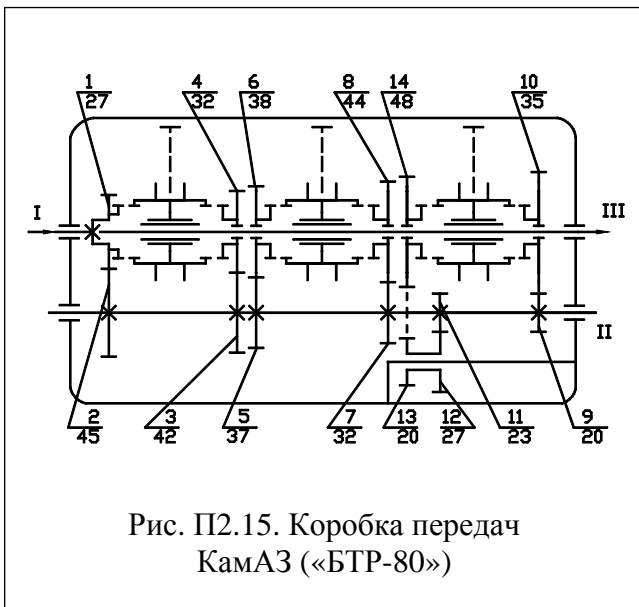 1 4 6 8 14 10
27 32 38 44 48 35
I III
II
2 3 5 7 13 12 11 9
45 42 37 32 20 27 23 20
Рис. П2.15. Коробка передач
КамАЗ («БТР-80»)